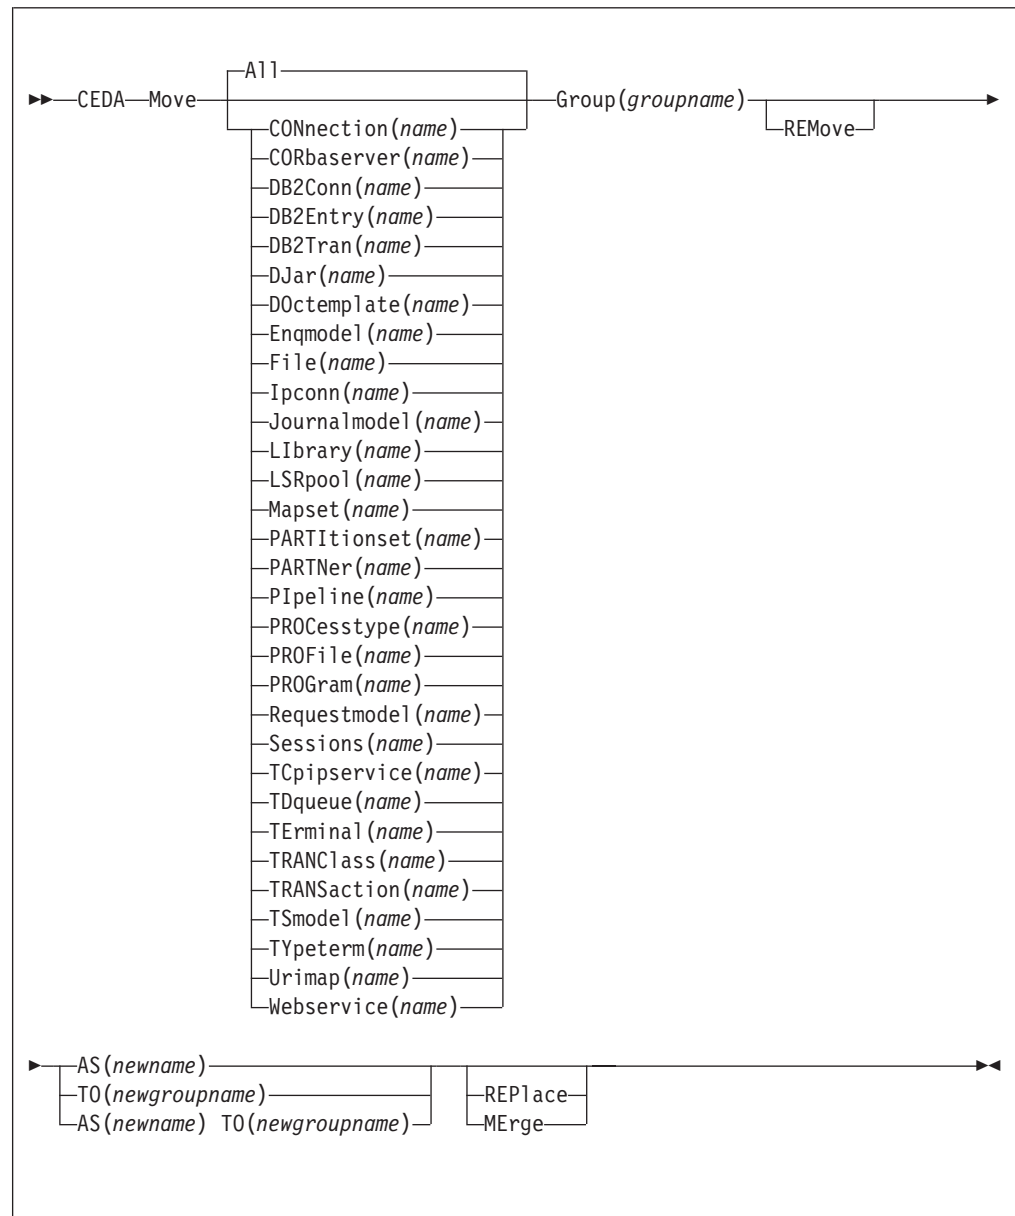 All
CEDA Move Group(groupname)
REMove
CONnection(name)
CORbaserver(name)
DB2Conn(name)
DB2Entry(name)
DB2Tran(name)
DJar(name)
DOctemplate(name)
Enqmodel(name)
File(name)
Ipconn(name)
Journalmodel(name)
LIbrary(name)
LSRpool(name)
Mapset(name)
PARTItionset(name)
PARTNer(name)
PIpeline(name)
PROCesstype(name)
PROFile(name)
PROGram(name)
Requestmodel(name)
Sessions(name)
TCpipservice(name)
TDqueue(name)
TErminal(name)
TRANClass(name)
TRANSaction(name)
TSmodel(name)
TYpeterm(name)
Urimap(name)
Webservice(name)
AS(newname)
TO(newgroupname)
AS(newname) TO(newgroupname)
REPlace
MErge